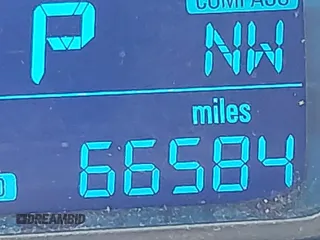 COMPASS
P NW
miles
66584
DREAMBID